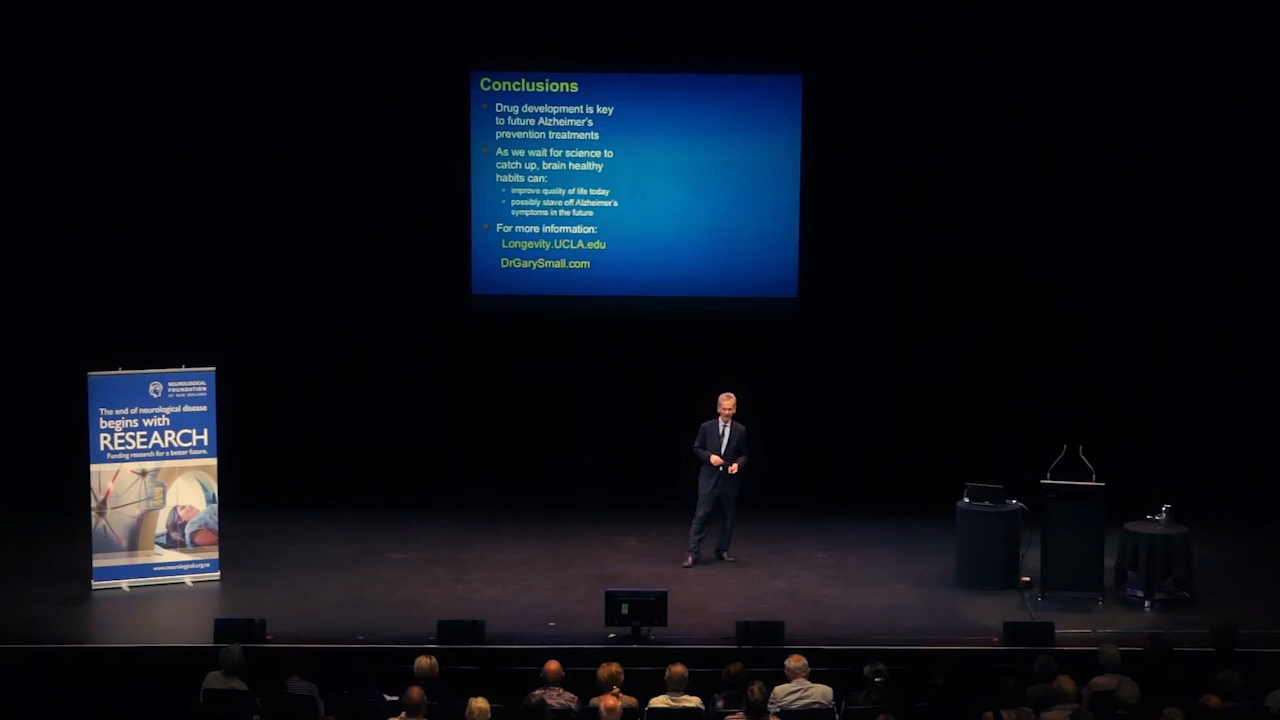 Conclusions
Drug development is key
to future Alzheimer's
prevention treatments
As we wait for science to
catch up, brain healthy
habits can:
improve quality of life today
possibly stave off Alzheimer's
symptoms in the future
For more information:
Longevity.UCLA.edu
DrGarySmall.com
NEUROLOGICAL
FOUNDATION
OF NEW ZEALAND
The end of neurological disease
begins with
RESEARCH
Funding research for a better future.
www.neurological.org.nz